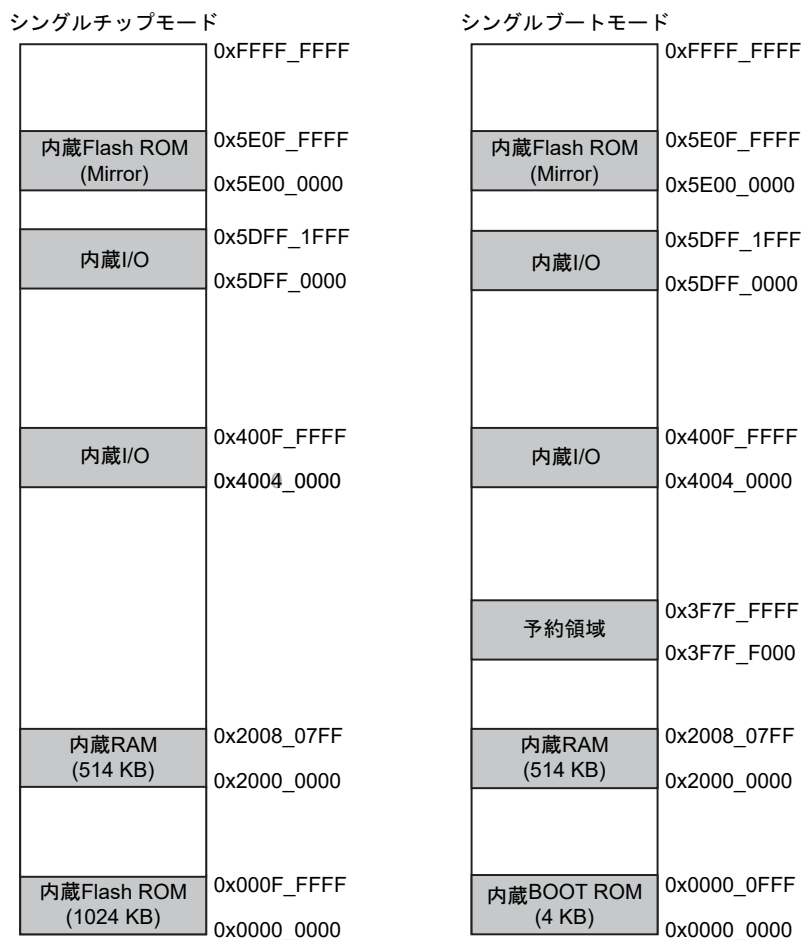 シングルチップモード
0xFFFF_FFFF
内蔵Flash ROM
(Mirror)
0x5E0F_FFFF
0x5E00_0000
内蔵I/O
0x5DFF_1FFF
0x5DFF_0000
内蔵I/O
0x400F_FFFF
0x4004_0000
内蔵RAM
(514 KB)
0x2008_07FF
0x2000_0000
内蔵Flash ROM
(1024 KB)
0x000F_FFFF
0x0000_0000
シングルブートモード
0xFFFF_FFFF
内蔵Flash ROM
(Mirror)
0x5E0F_FFFF
0x5E00_0000
内蔵I/O
0x5DFF_1FFF
0x5DFF_0000
内蔵I/O
0x400F_FFFF
0x4004_0000
予約領域
0x3F7F_FFFF
0x3F7F_F000
内蔵RAM
(514 KB)
0x2008_07FF
0x2000_0000
内蔵BOOT ROM
(4 KB)
0x0000_0FFF
0x0000_0000